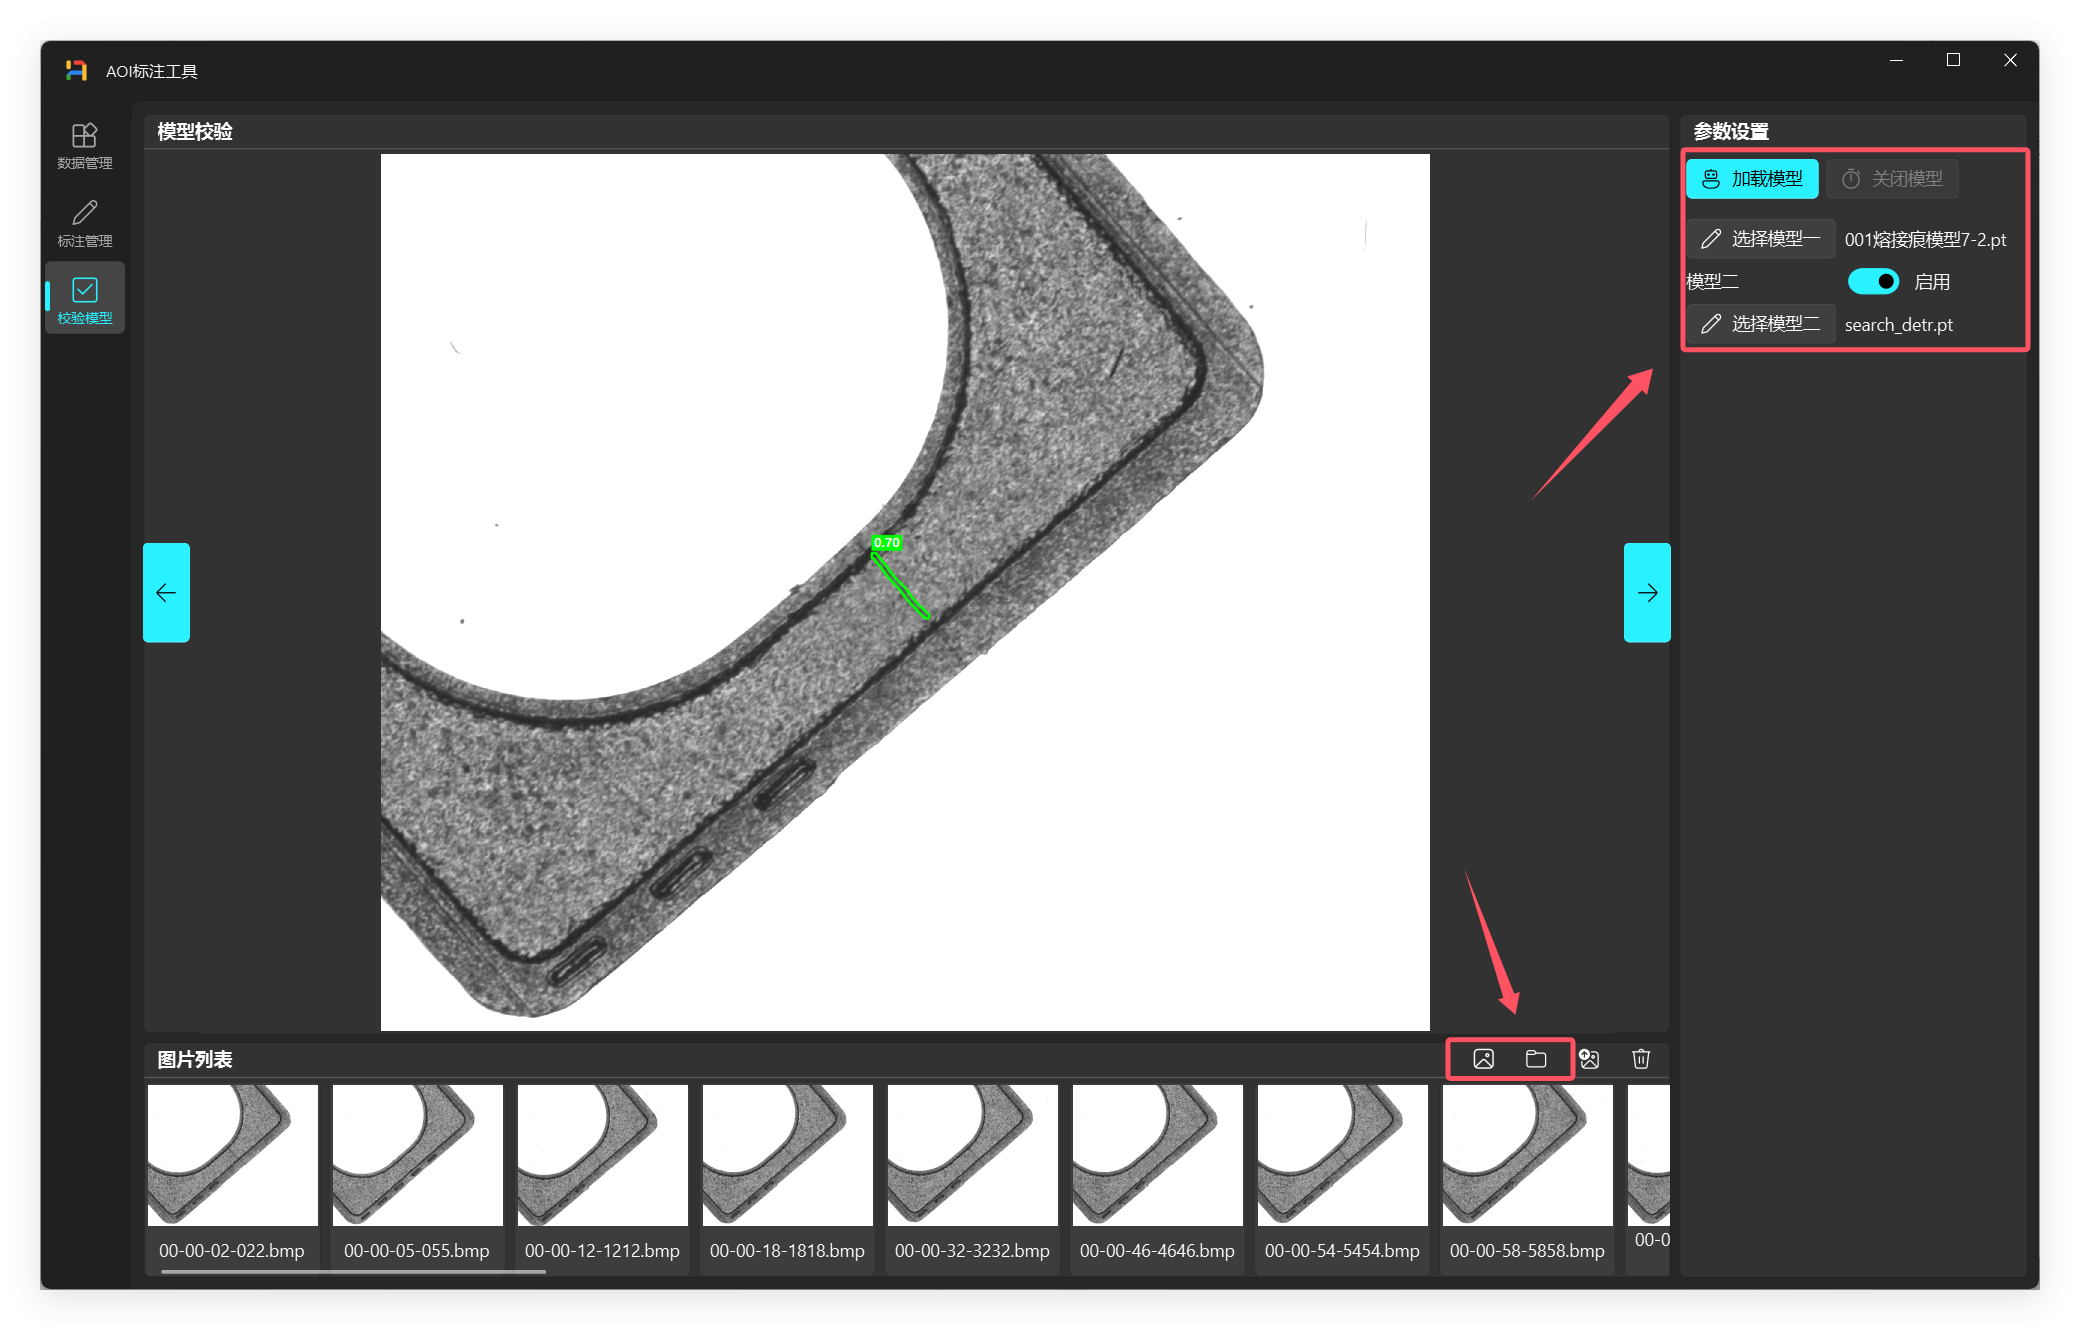 AOI标注工具
数据管理
标注管理
校验模型
模型校验
0.70
参数设置
加载模型
关闭模型
选择模型一
001熔接痕模型7-2.pt
模型二
启用
选择模型二
search_detr.pt
图片列表
00-00-02-022.bmp
00-00-05-055.bmp
00-00-12-1212.bmp
00-00-18-1818.bmp
00-00-32-3232.bmp
00-00-46-4646.bmp
00-00-54-5454.bmp
00-00-58-5858.bmp
00-0